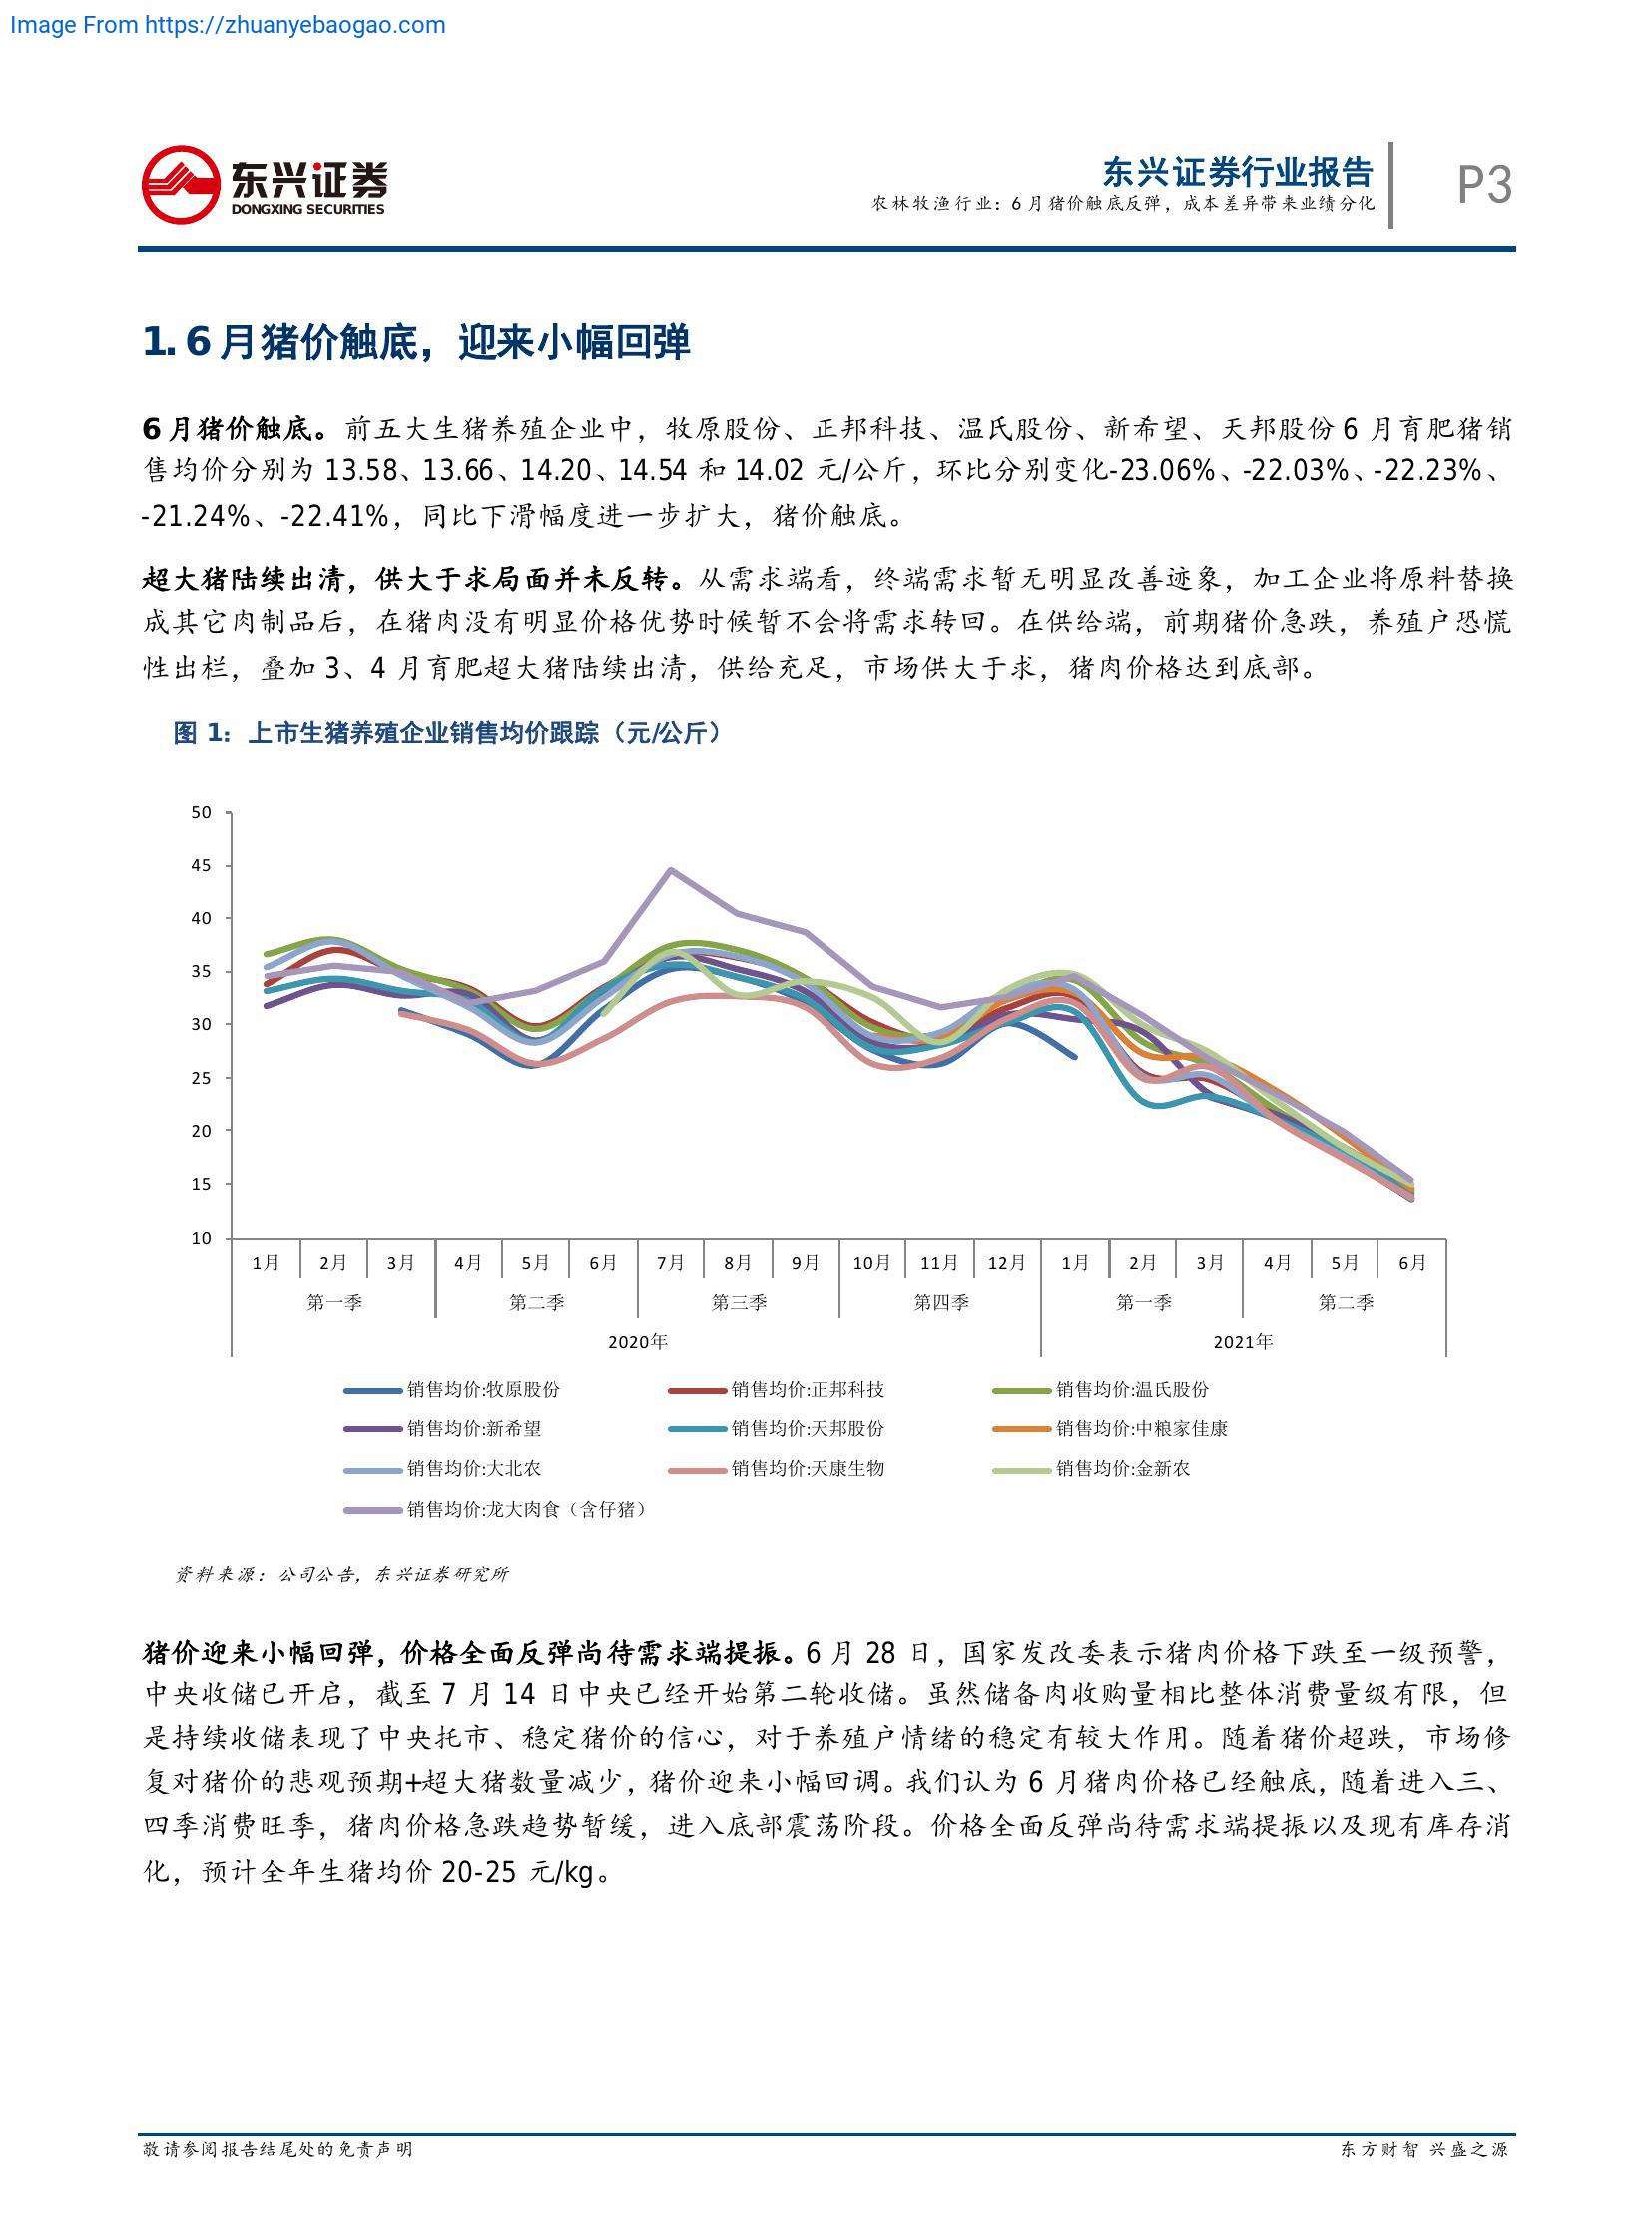 Image From https://zhuanyebaogao.com
东兴证券
DONGXING SECURITIES
东兴证券行业报告
农林牧渔行业：6月猪价触底反弹，成本差异带来业绩分化
P3
1. 6月猪价触底，迎来小幅回弹
6月猪价触底。前五大生猪养殖企业中，牧原股份、正邦科技、温氏股份、新希望、天邦股份 6 月育肥猪销
售均价分别为 13.58、13.66、14.20、14.54 和 14.02 元/公斤，环比分别变化-23.06%、-22.03%、-22.23%、
-21.24%、-22.41%，同比下滑幅度进一步扩大，猪价触底。
超大猪陆续出清，供大于求局面并未反转。从需求端看，终端需求暂无明显改善迹象，加工企业将原料替换
成其它肉制品后，在猪肉没有明显价格优势时候暂不会将需求转回。在供给端，前期猪价急跌，养殖户恐慌
性出栏，叠加 3、4 月育肥超大猪陆续出清，供给充足，市场供大于求，猪肉价格达到底部。
图 1：上市生猪养殖企业销售均价跟踪（元/公斤）
50
45
40
35
30
25
20
15
10
1月 2月 3月 4月 5月 6月 7月 8月 9月 10月 11月 12月 1月 2月 3月 4月 5月 6月
第一季 第二季 第三季 第四季 第一季 第二季
2020年 2021年
销售均价:牧原股份 销售均价:正邦科技 销售均价:温氏股份
销售均价:新希望 销售均价:天邦股份 销售均价:中粮家佳康
销售均价:大北农 销售均价:天康生物 销售均价:金新农
销售均价:龙大肉食（含仔猪）
资料来源：公司公告，东兴证券研究所
猪价迎来小幅回弹，价格全面反弹尚待需求端提振。6 月 28 日，国家发改委表示猪肉价格下跌至一级预警，
中央收储已开启，截至 7 月 14 日中央已经开始第二轮收储。虽然储备肉收购量相比整体消费量级有限，但
是持续收储表现了中央托市、稳定猪价的信心，对于养殖户情绪的稳定有较大作用。随着猪价超跌，市场修
复对猪价的悲观预期+超大猪数量减少，猪价迎来小幅回调。我们认为 6 月猪肉价格已经触底，随着进入三、
四季消费旺季，猪肉价格急跌趋势暂缓，进入底部震荡阶段。价格全面反弹尚待需求端提振以及现有库存消
化，预计全年生猪均价 20-25 元/kg。
敬请参阅报告结尾处的免责声明
东方财智 兴盛之源